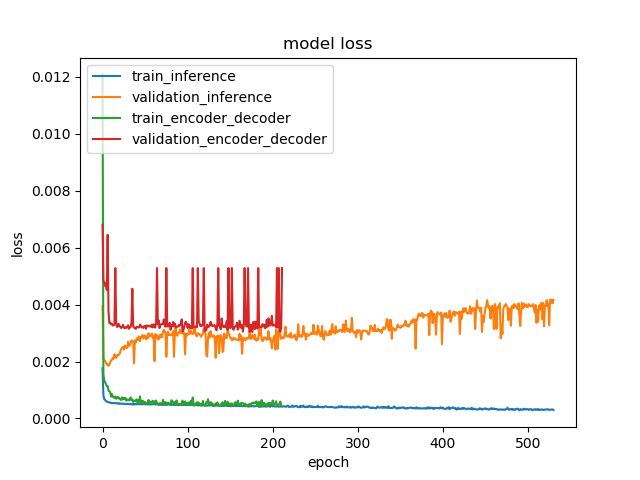 model loss
train_inference
validation_inference
train_encoder_decoder
validation_encoder_decoder
loss
0.012
0.010
0.008
0.006
0.004
0.002
0.000
0 100 200 300 400 500
epoch